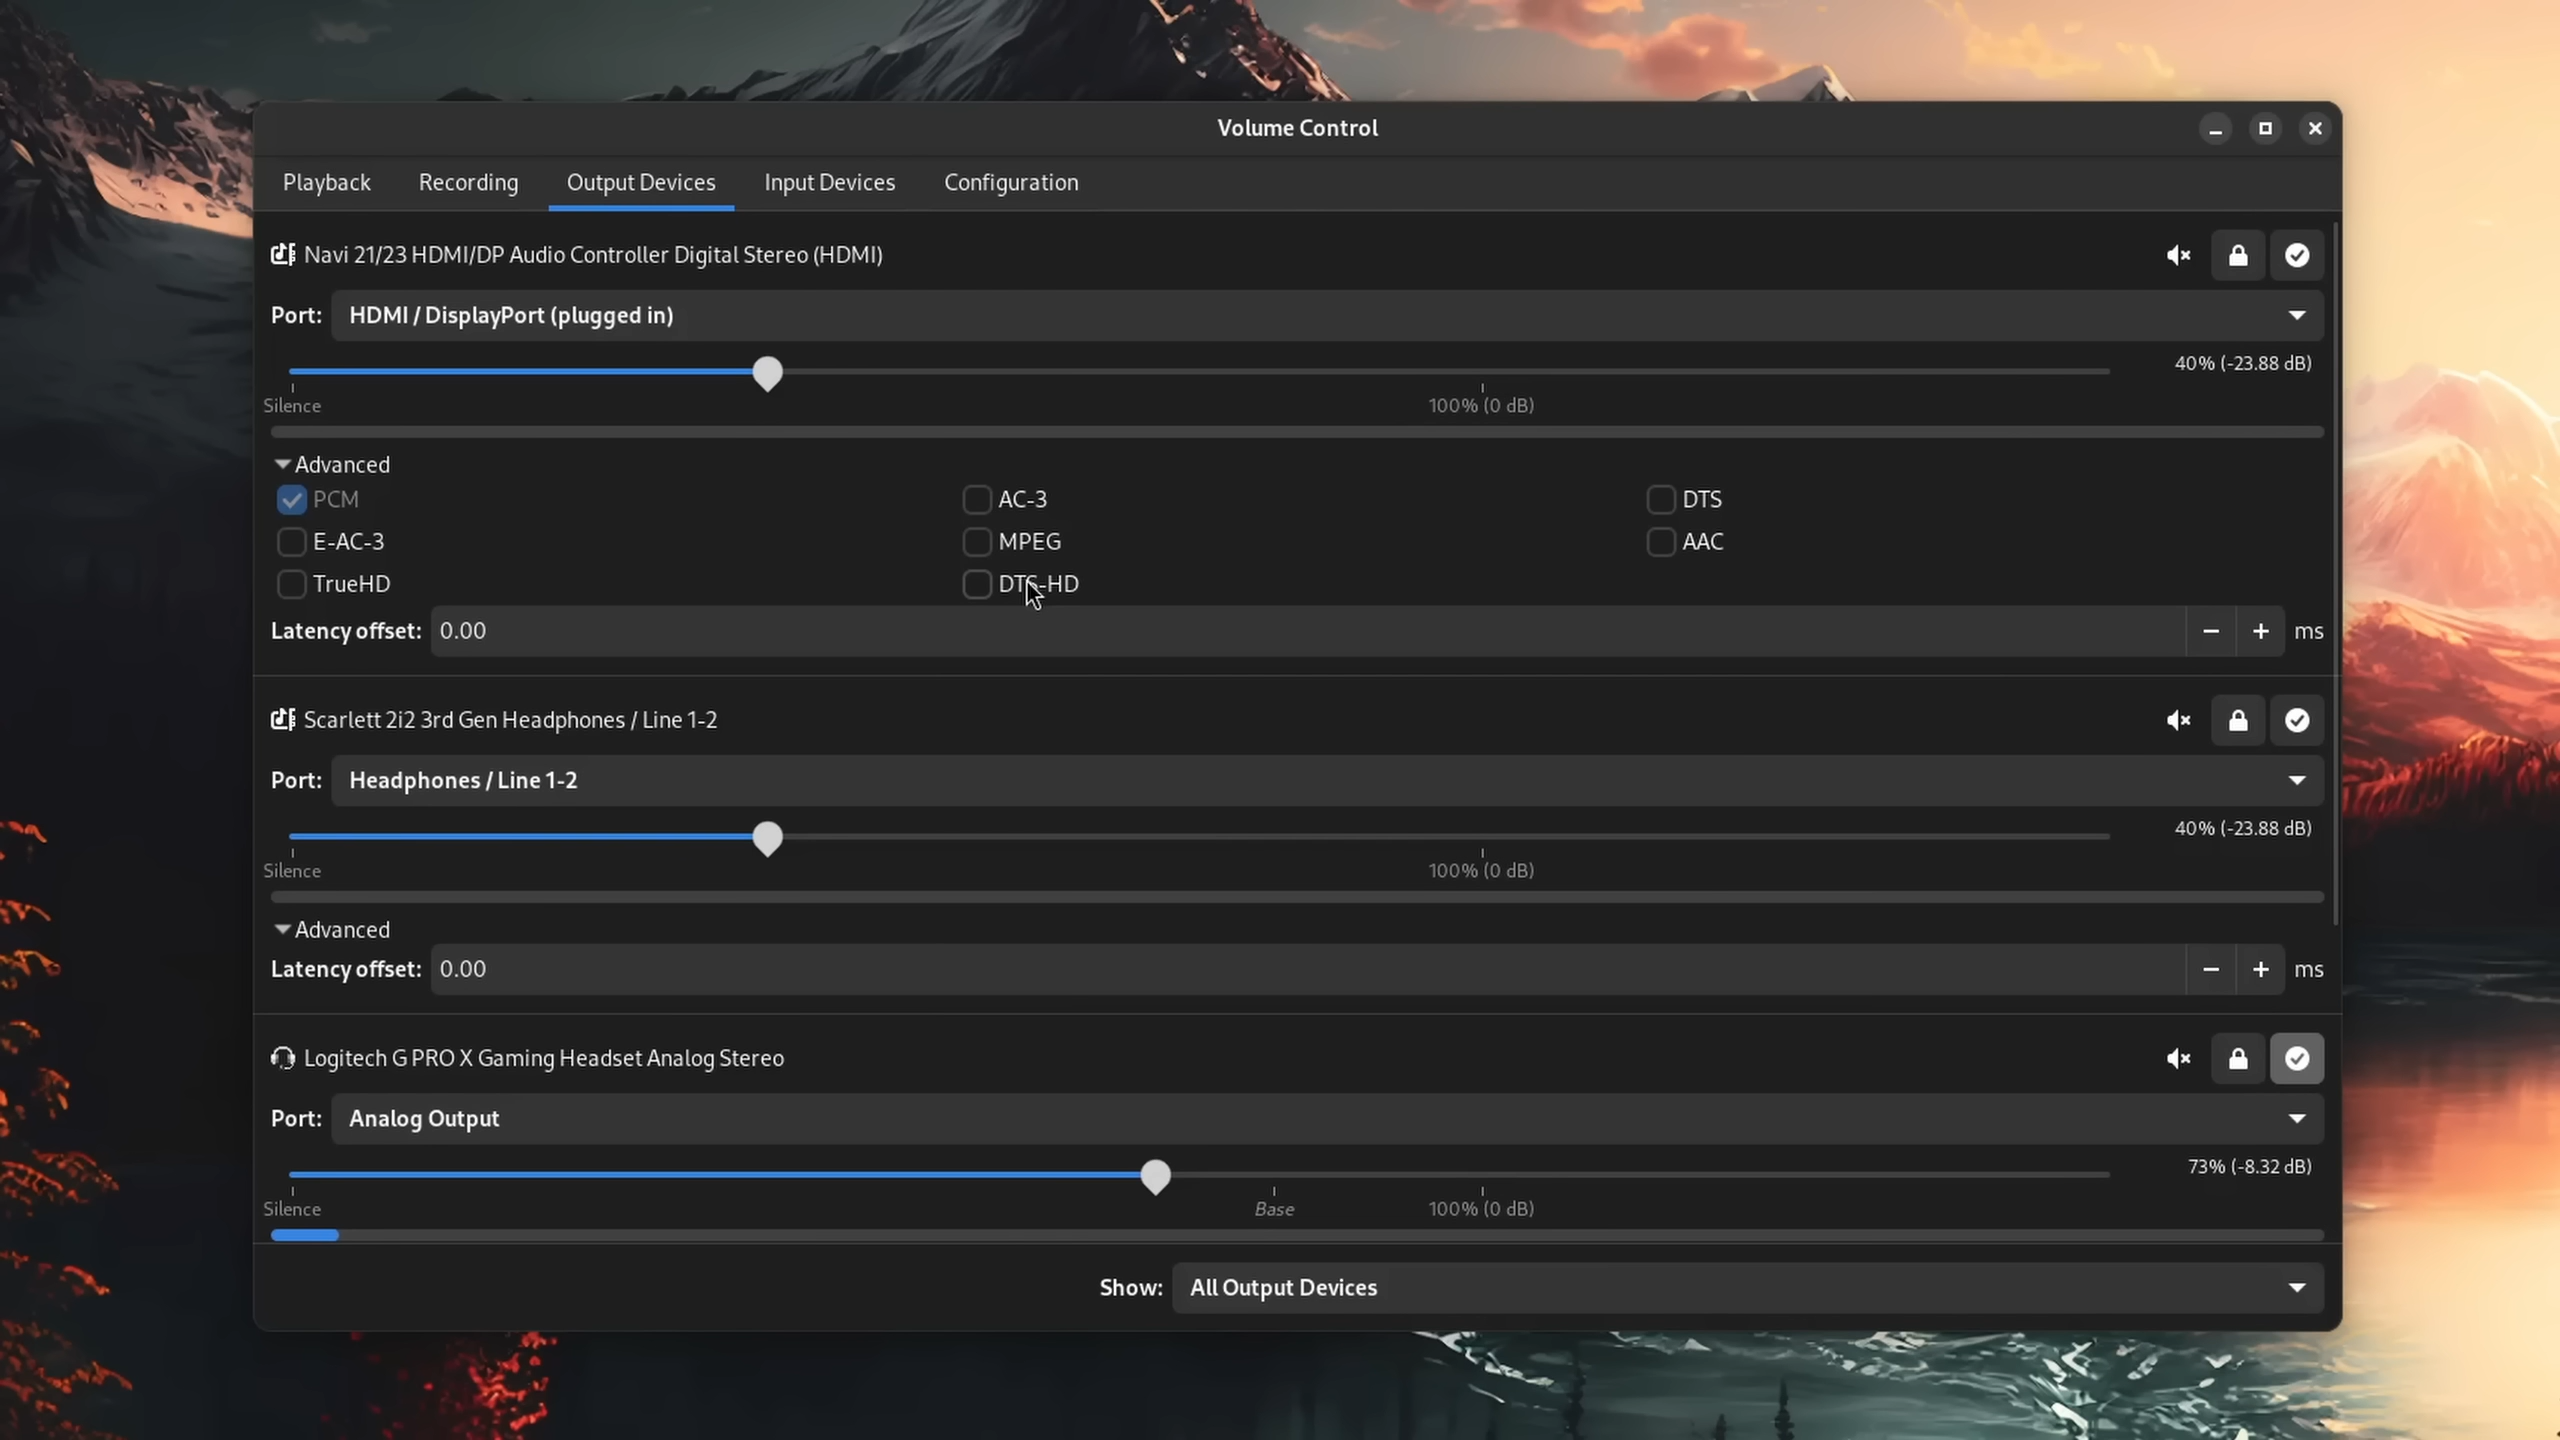 Volume Control
Playback Recording Output Devices Input Devices Configuration
Navi 21/23 HDMI/DP Audio Controller Digital Stereo (HDMI)
Port: HDMI / DisplayPort (plugged in)
40% (-23.88 dB)
Silence 100% (0 dB)
Advanced
PCM AC-3 DTS
E-AC-3 MPEG AAC
TrueHD DTS-HD
Latency offset: 0.00 ms
Scarlett 2i2 3rd Gen Headphones / Line 1-2
Port: Headphones / Line 1-2
40% (-23.88 dB)
Silence 100% (0 dB)
Advanced
Latency offset: 0.00 ms
Logitech G PRO X Gaming Headset Analog Stereo
Port: Analog Output
73% (-8.32 dB)
Silence Base 100% (0 dB)
Show: All Output Devices